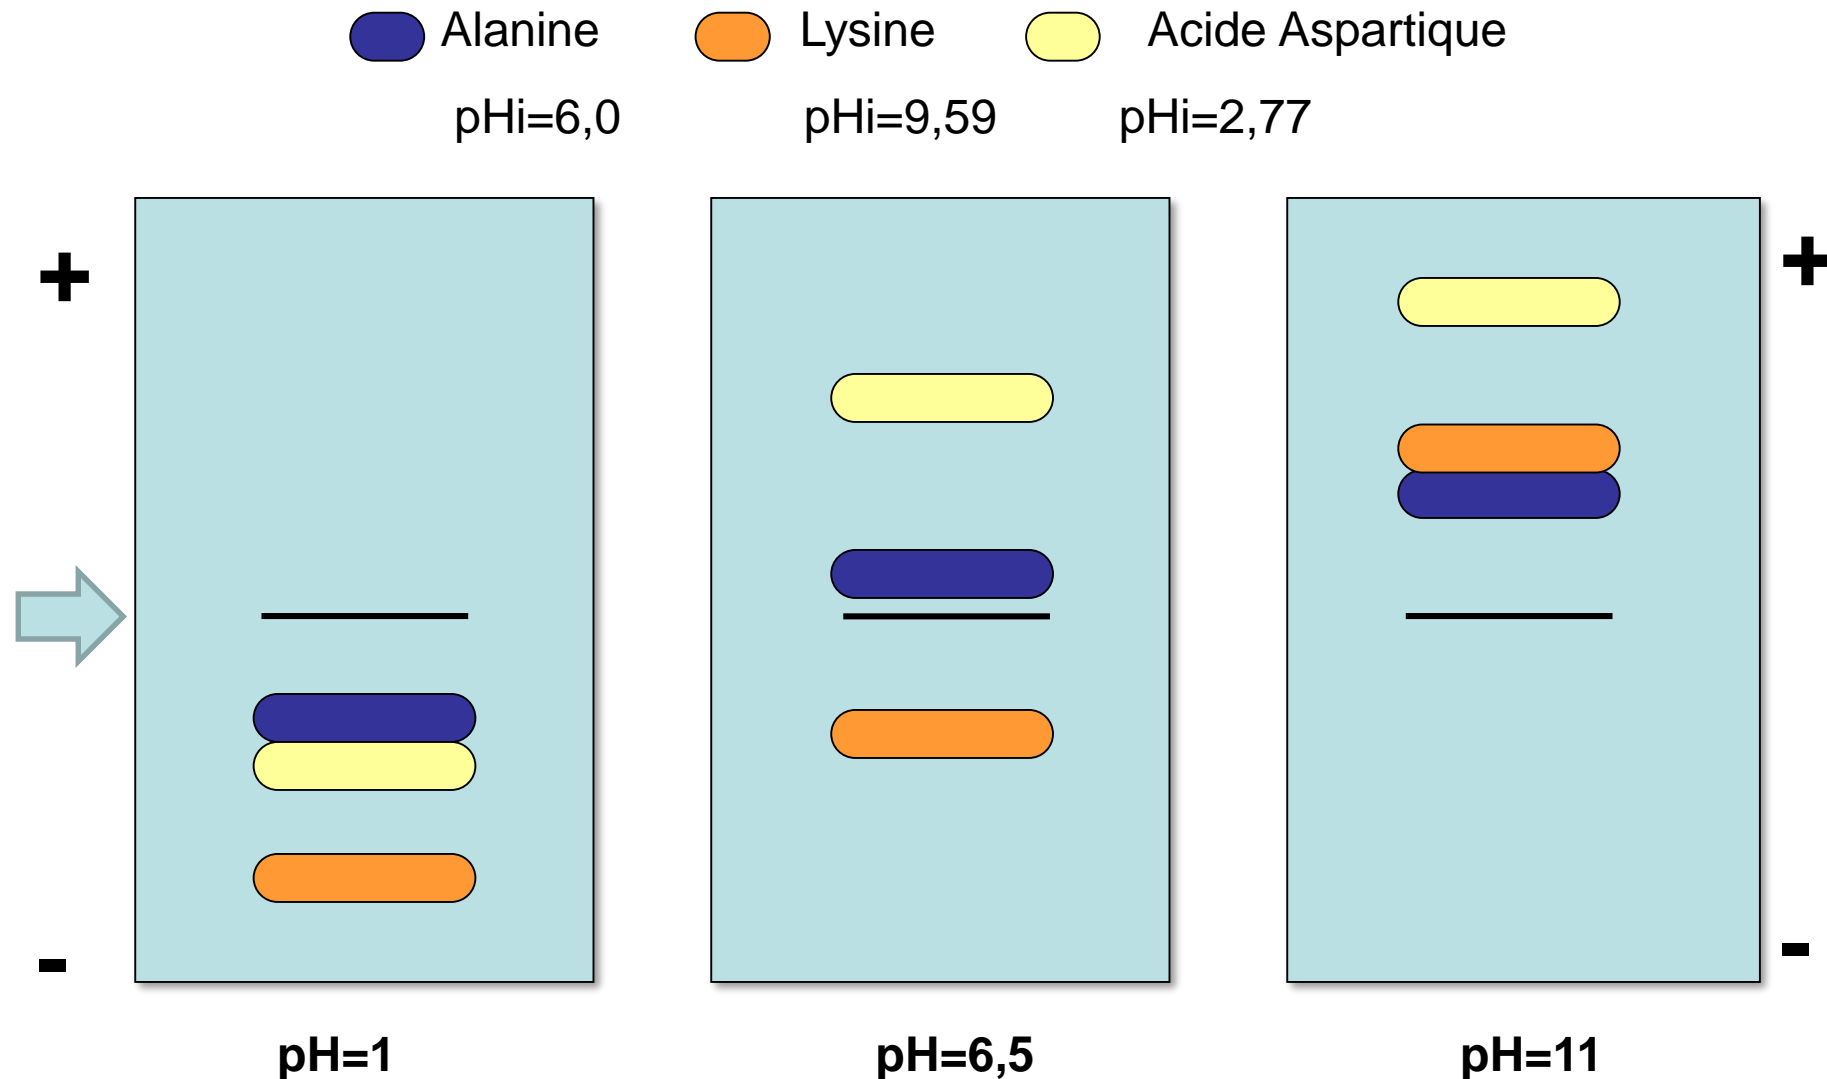 Alanine Lysine Acide Aspartique
pHi=6,0 pHi=9,59 pHi=2,77
+ +
- -
pH=1 pH=6,5 pH=11